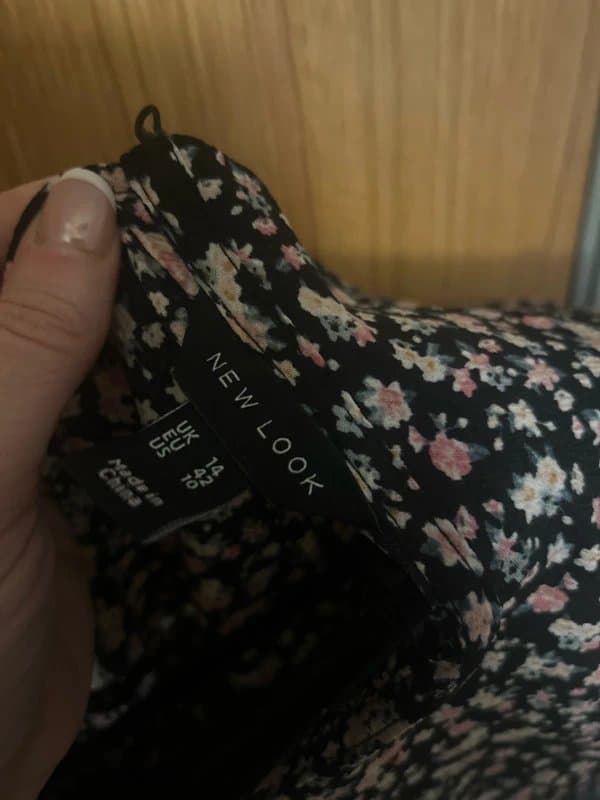 NEW LOOK
UK 14
EU 42
US 10
Made in
China